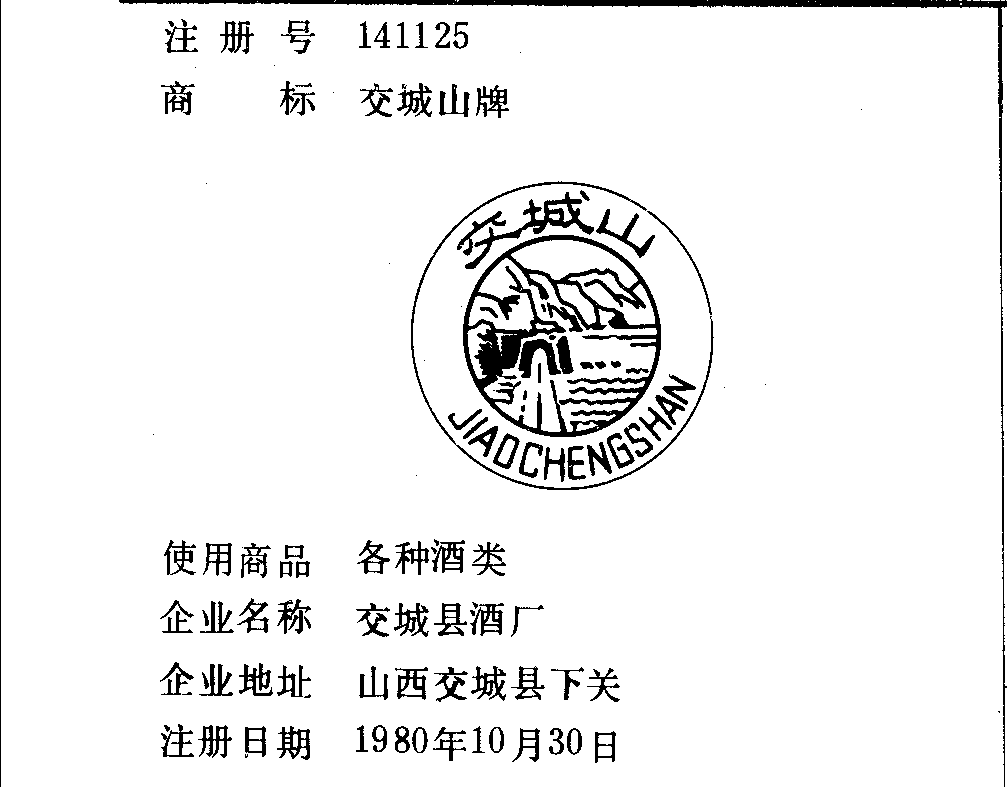 注册号 141125
商标 交城山牌
交城山
JIAOCHENGSHAN
使用商品 各种酒类
企业名称 交城县酒厂
企业地址 山西交城县下关
注册日期 1980年10月30日